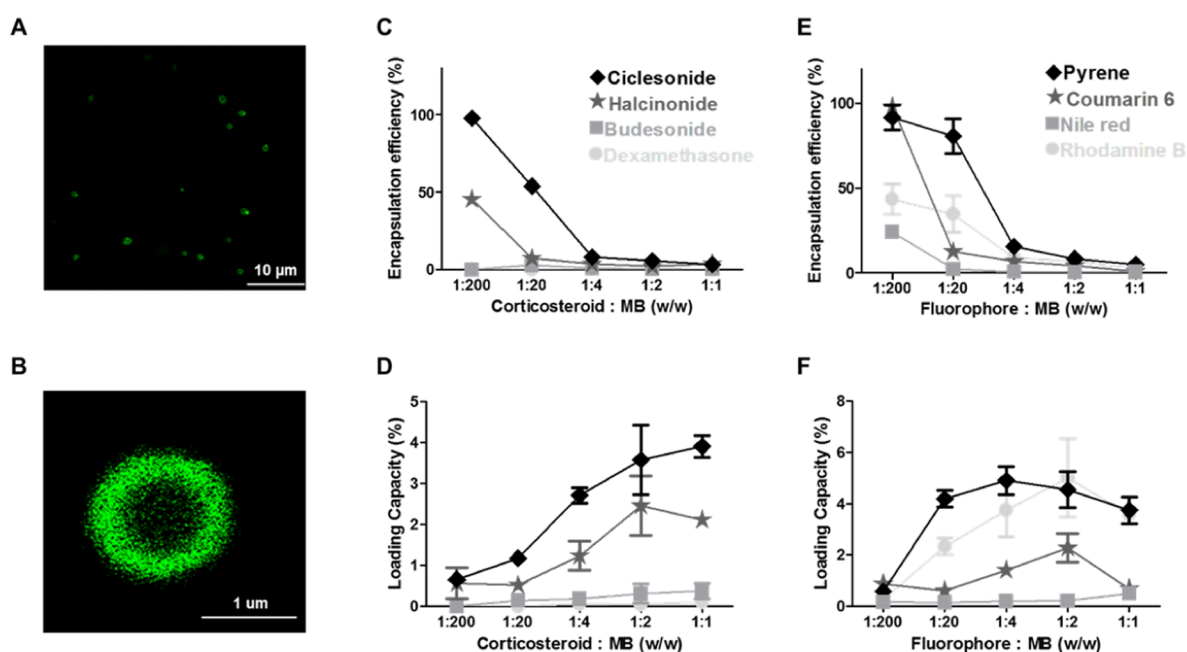 A
10 µm
B
1 um
C
Encapsulation efficiency (%)
100
50
0
Ciclesonide
Halcinonide
Budesonide
Dexamethasone
1:200 1:20 1:4 1:2 1:1
Corticosteroid : MB (w/w)
D
Loading Capacity (%)
5
4
3
2
1
0
1:200 1:20 1:4 1:2 1:1
Corticosteroid : MB (w/w)
E
Encapsulation efficiency (%)
100
50
0
Pyrene
Coumarin 6
Nile red
Rhodamine B
1:200 1:20 1:4 1:2 1:1
Fluorophore : MB (w/w)
F
Loading Capacity (%)
8
6
4
2
0
1:200 1:20 1:4 1:2 1:1
Fluorophore : MB (w/w)